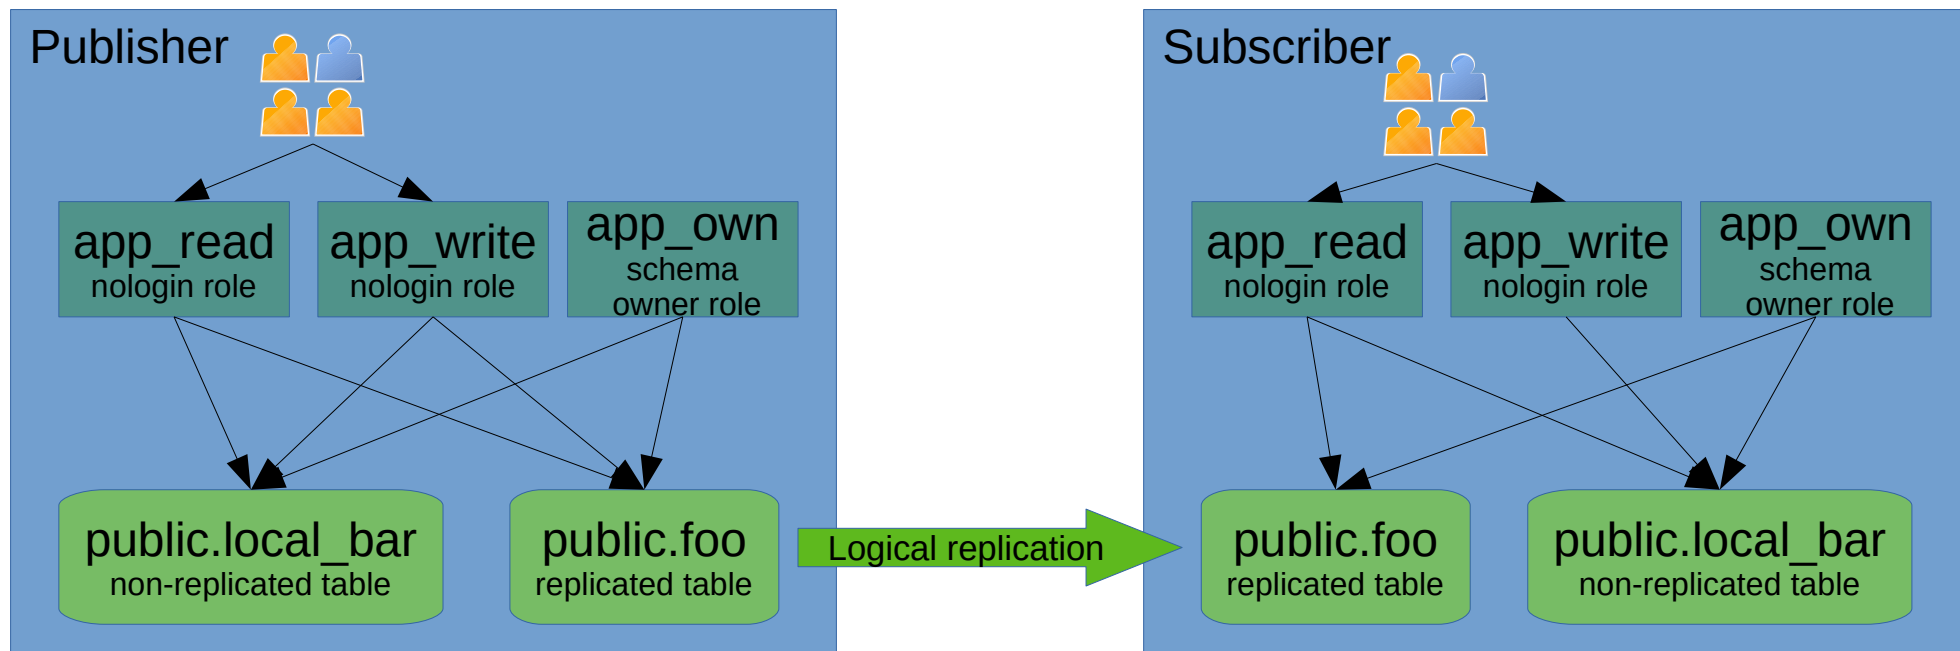 Publisher
app_read
nologin role
app_write
nologin role
app_own
schema
owner role
public.local_bar
non-replicated table
public.foo
replicated table
Logical replication
Subscriber
app_read
nologin role
app_write
nologin role
app_own
schema
owner role
public.foo
replicated table
public.local_bar
non-replicated table